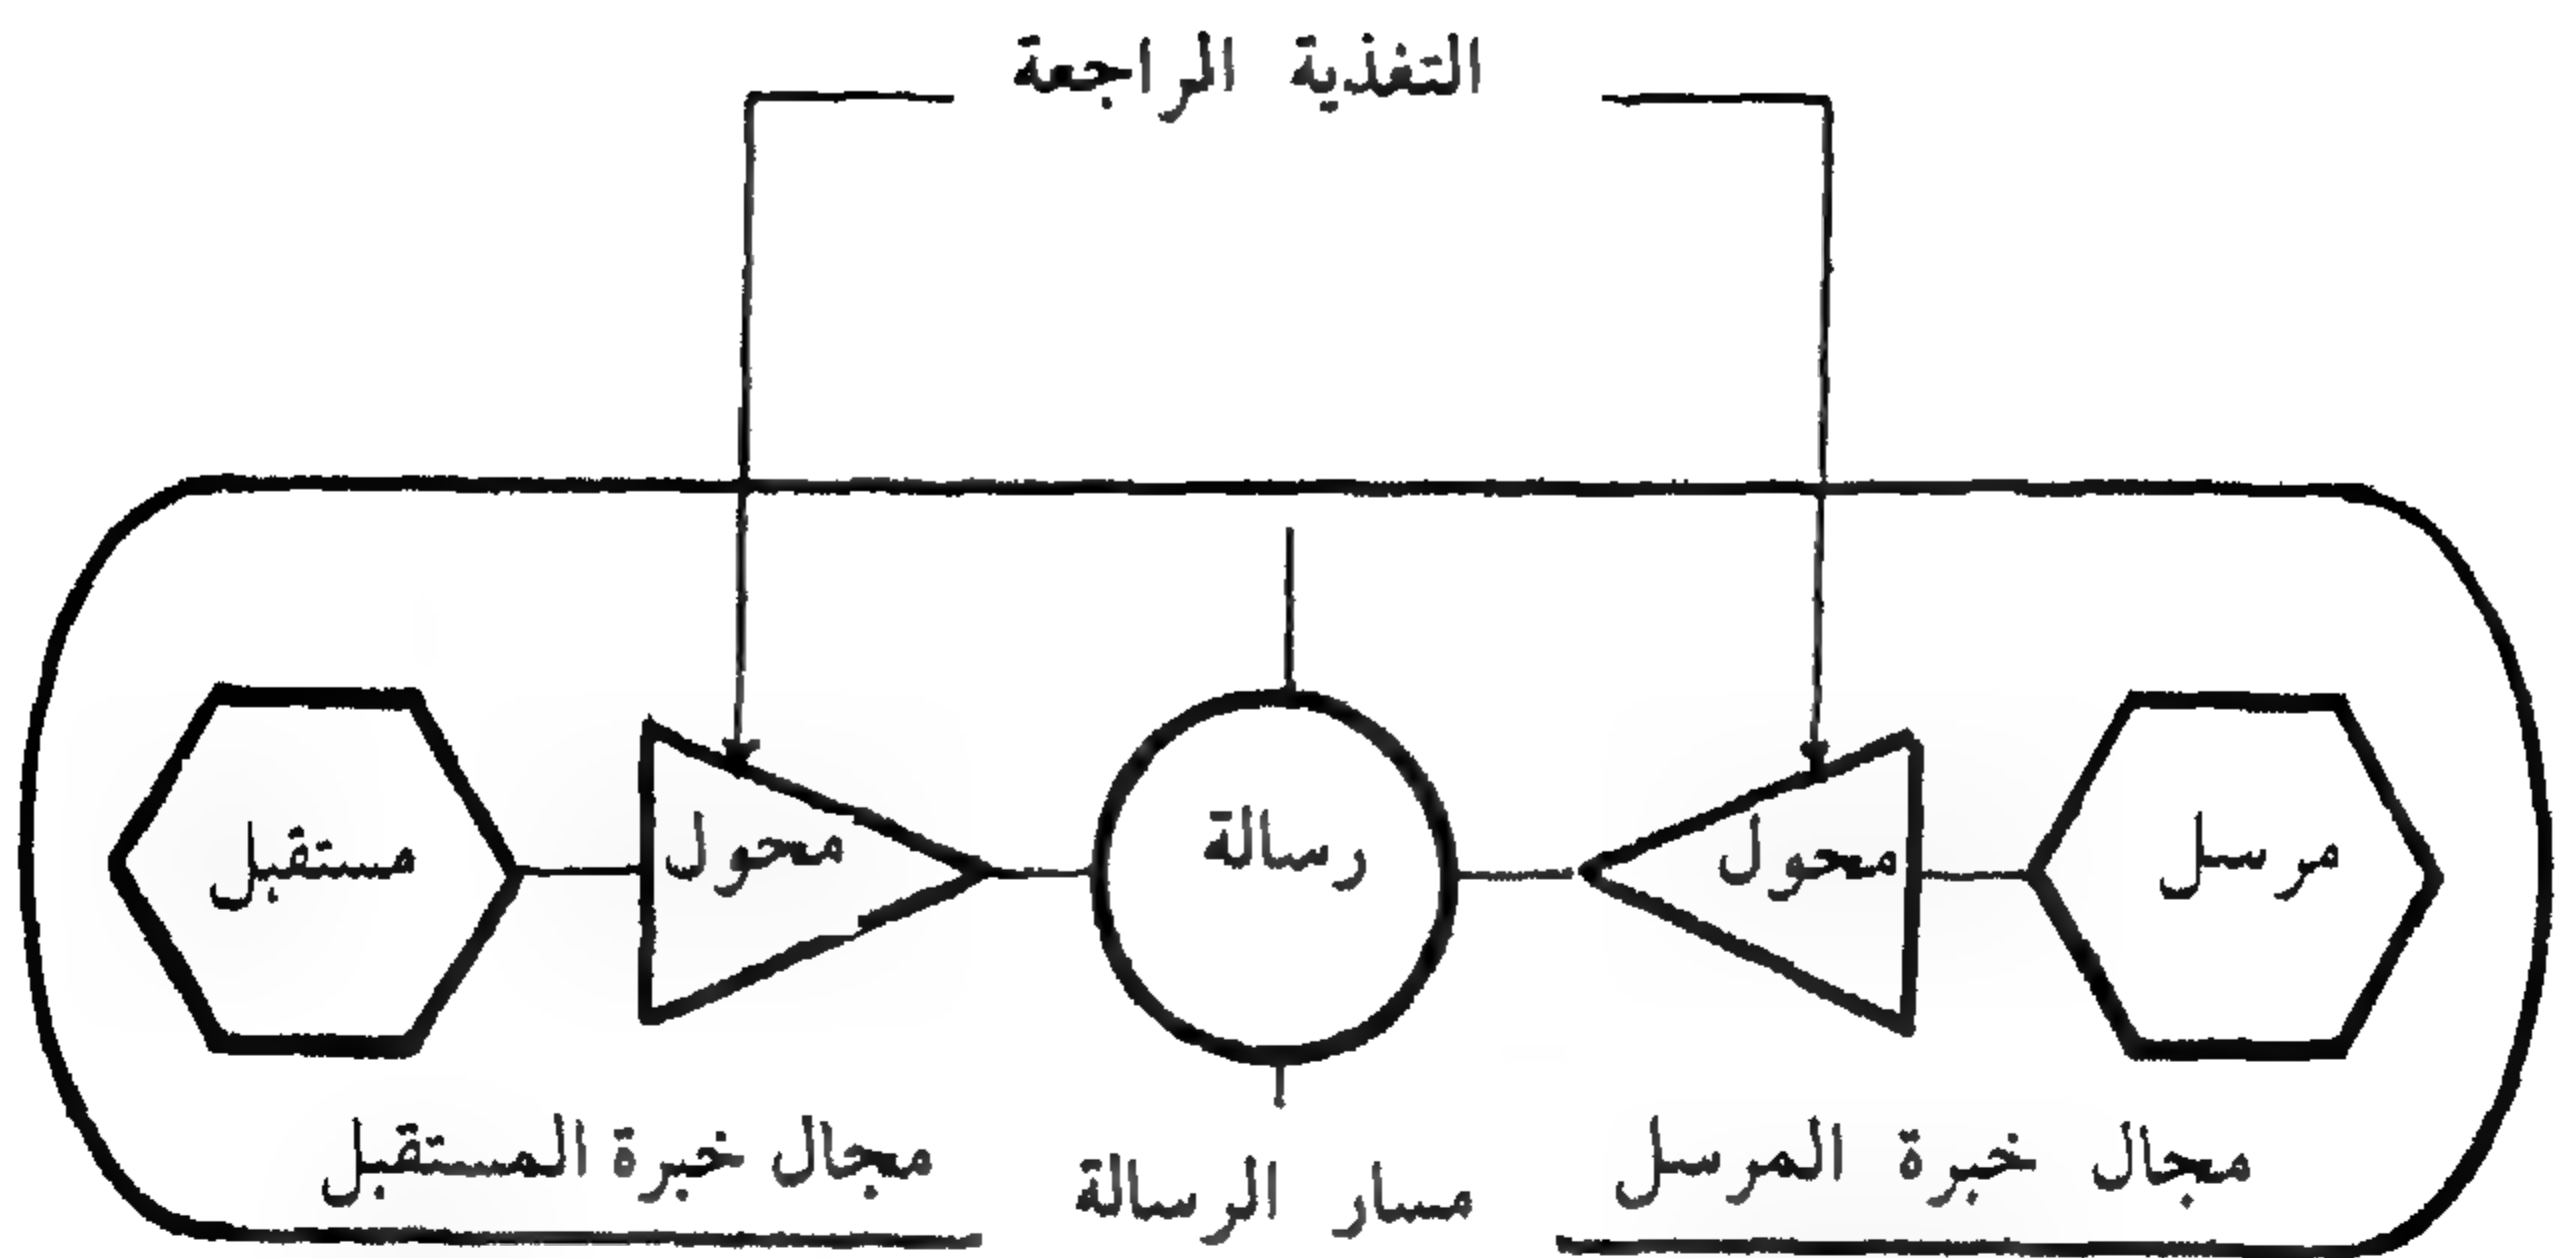 التغذية الراجعة
مرسل
محول
رسالة
محول
مستقبل
مجال خبرة المرسل
مسار الرسالة
مجال خبرة المستقبل